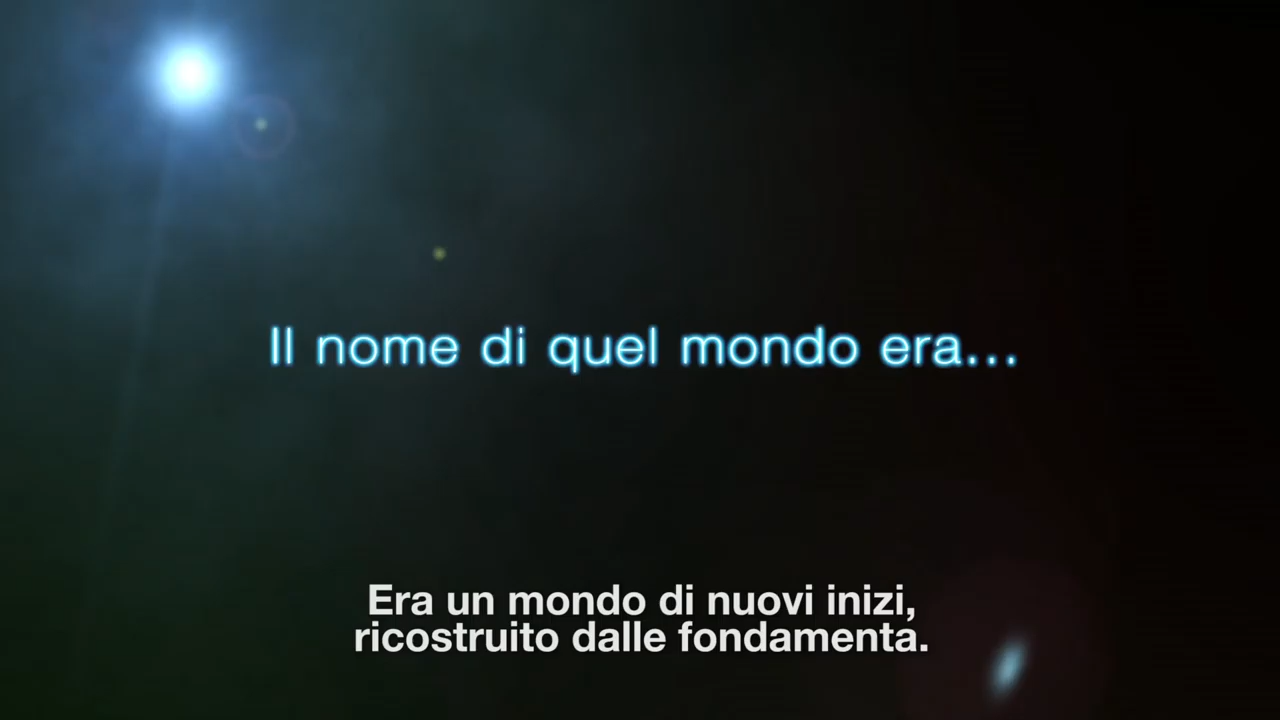 Il nome di quel mondo era...
Era un mondo di nuovi inizi,
ricostruito dalle fondamenta.